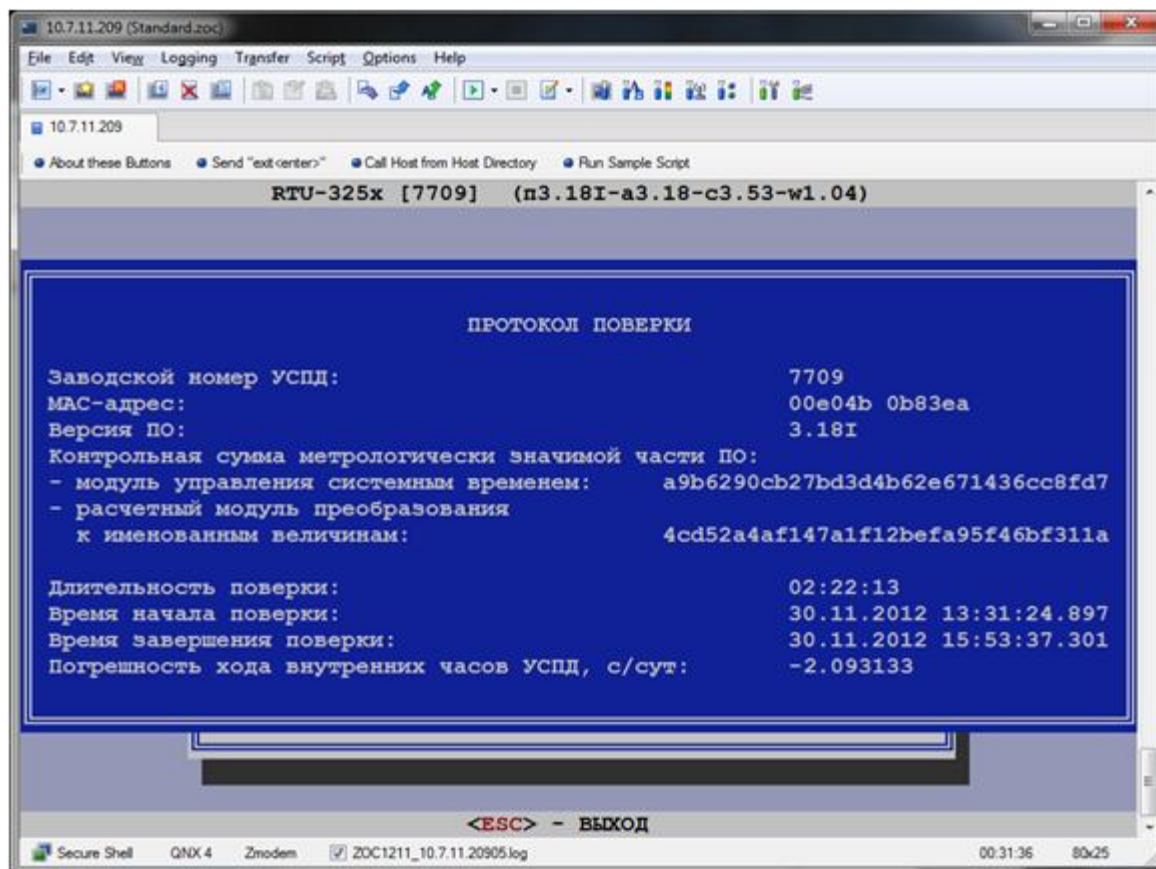 10.7.11.209 (Standard.zoc)
File Edit View Logging Transfer Script Options Help
10.7.11.209
About these Buttons Send "exit<enter>" Call Host from Host Directory Run Sample Script
RTU-325x [7709] (п3.18I-а3.18-с3.53-w1.04)
ПРОТОКОЛ ПОВЕРКИ
Заводской номер УСПД: 7709
МАС-адрес: 00e04b 0b83ea
Версия ПО: 3.18I
Контрольная сумма метрологически значимой части ПО:
- модуль управления системным временем: a9b6290cb27bd3d4b62e671436cc8fd7
- расчетный модуль преобразования
к именованным величинам: 4cd52a4af147a1f12befa95f46bf311a
Длительность поверки: 02:22:13
Время начала поверки: 30.11.2012 13:31:24.897
Время завершения поверки: 30.11.2012 15:53:37.301
Погрешность хода внутренних часов УСПД, с/сут: -2.093133
<ESC> - ВЫХОД
Secure Shell QNX 4 Zmodem ZOC1211_10.7.11.20905.log 00:31:36 80x25